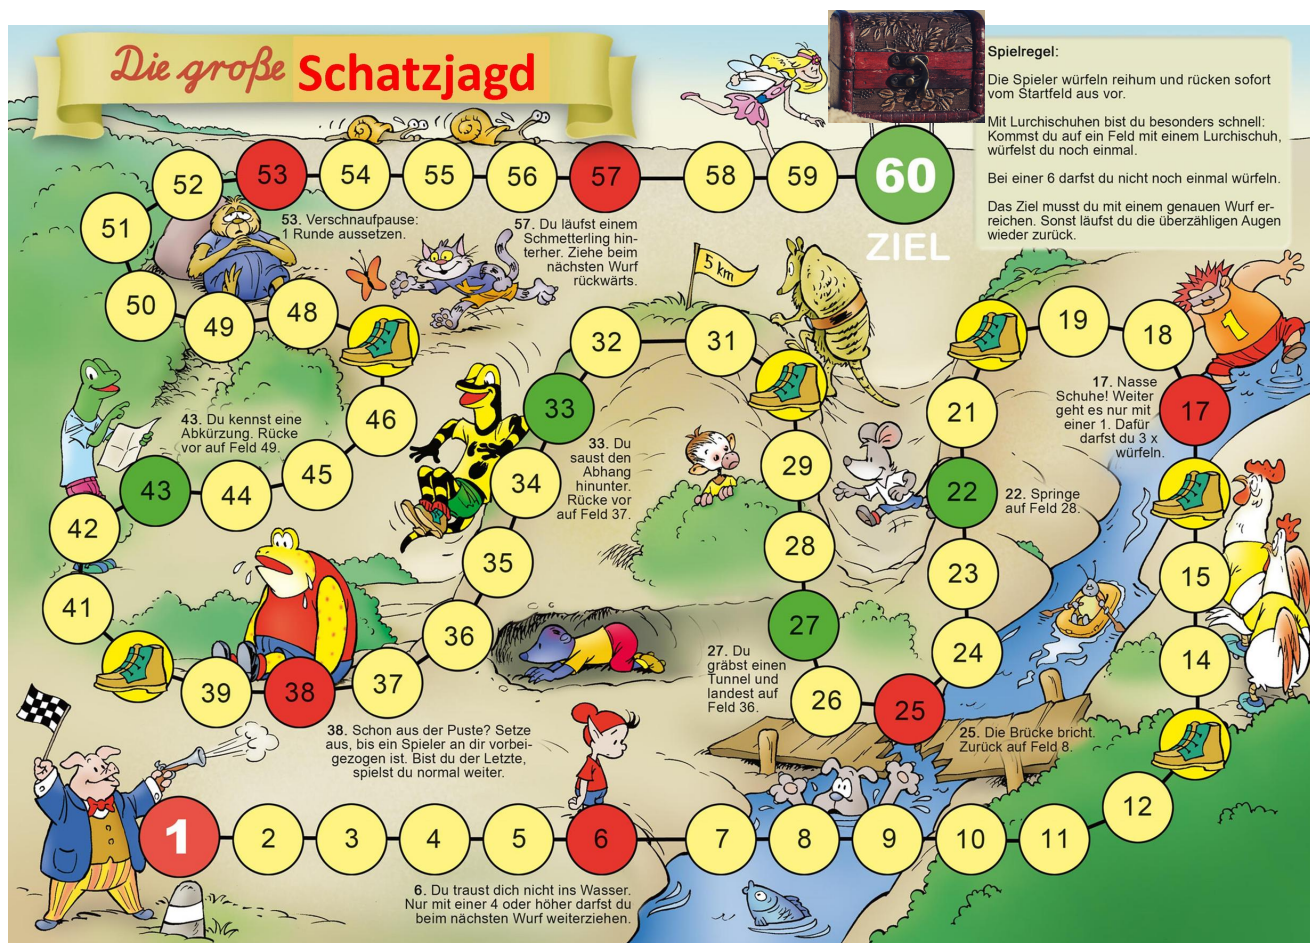 Die große Schatzjagd
Spielregel:
Die Spieler würfeln reihum und rücken sofort
vom Startfeld aus vor.
Mit Lurchischuhen bist du besonders schnell:
Kommst du auf ein Feld mit einem Lurchischuh,
würfelst du noch einmal.
Bei einer 6 darfst du nicht noch einmal würfeln.
Das Ziel musst du mit einem genauen Wurf er-
reichen. Sonst läufst du die überzähligen Augen
wieder zurück.
52 53 54 55 56 57 58 59 60
ZIEL
51
53. Verschnaufpause:
1 Runde aussetzen.
57. Du läufst einem
Schmetterling hin-
terher. Ziehe beim
nächsten Wurf
rückwärts.
5 km
50 49 48
32 31
19 18
1
17
17. Nasse
Schuhe! Weiter
geht es nur mit
einer 1. Dafür
darfst du 3 x
würfeln.
46
33
21
43. Du kennst eine
Abkürzung. Rücke
vor auf Feld 49.
33. Du
saust den
Abhang
hinunter.
Rücke vor
auf Feld 37.
43 44 45
34
29
22
22. Springe
auf Feld 28.
42
35
28
23
15
41
36
27
24
14
27. Du
gräbst einen
Tunnel und
landest auf
Feld 36.
39 38 37
26 25
38. Schon aus der Puste? Setze
aus, bis ein Spieler an dir vorbei-
gezogen ist. Bist du der Letzte,
spielst du normal weiter.
25. Die Brücke bricht.
Zurück auf Feld 8.
1 2 3 4 5 6 7 8 9 10 11 12
6. Du traust dich nicht ins Wasser.
Nur mit einer 4 oder höher darfst du
beim nächsten Wurf weiterziehen.